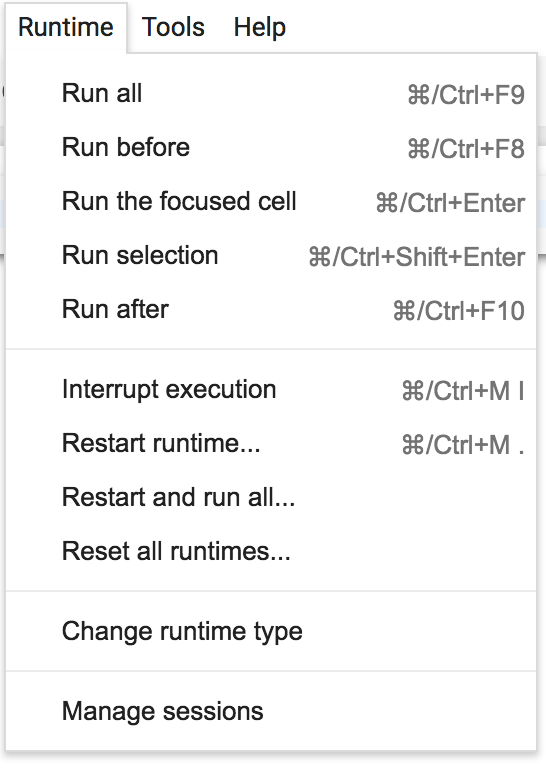 Runtime Tools Help
Run all ⌘/Ctrl+F9
Run before ⌘/Ctrl+F8
Run the focused cell ⌘/Ctrl+Enter
Run selection ⌘/Ctrl+Shift+Enter
Run after ⌘/Ctrl+F10
Interrupt execution ⌘/Ctrl+M I
Restart runtime... ⌘/Ctrl+M .
Restart and run all...
Reset all runtimes...
Change runtime type
Manage sessions